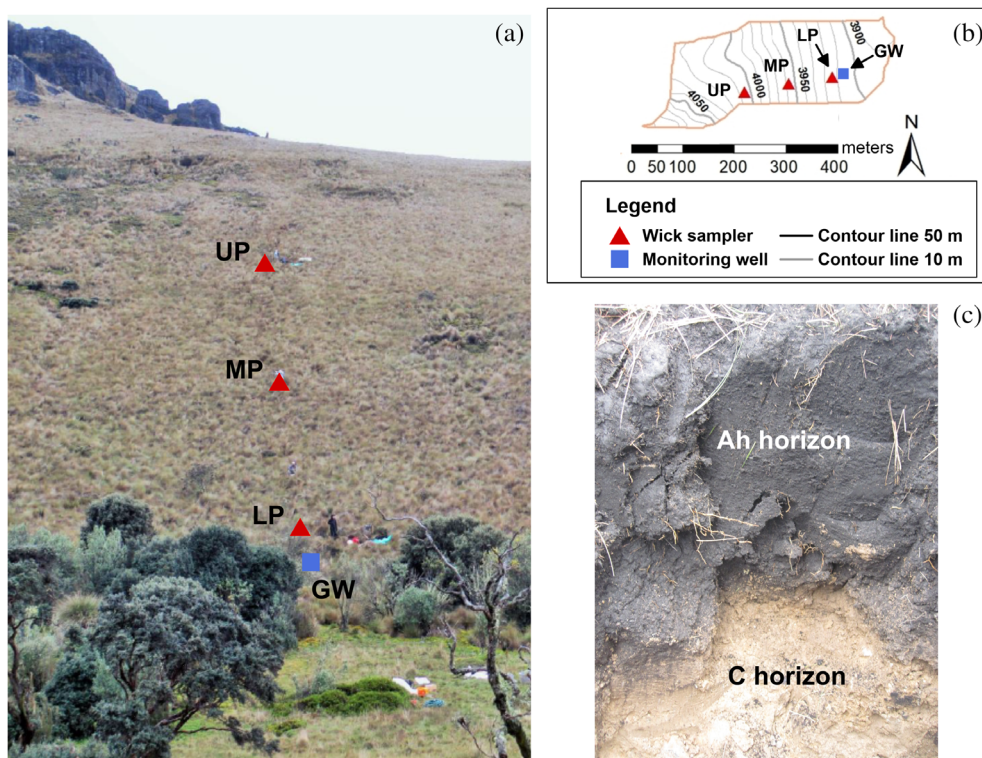 (a)
UP
MP
LP
GW
(b)
LP
3900
GW
MP
UP
4000
3950
4050
N
meters
0 50 100 200 300 400
Legend
Wick sampler
Contour line 50 m
Monitoring well
Contour line 10 m
(c)
Ah horizon
C horizon